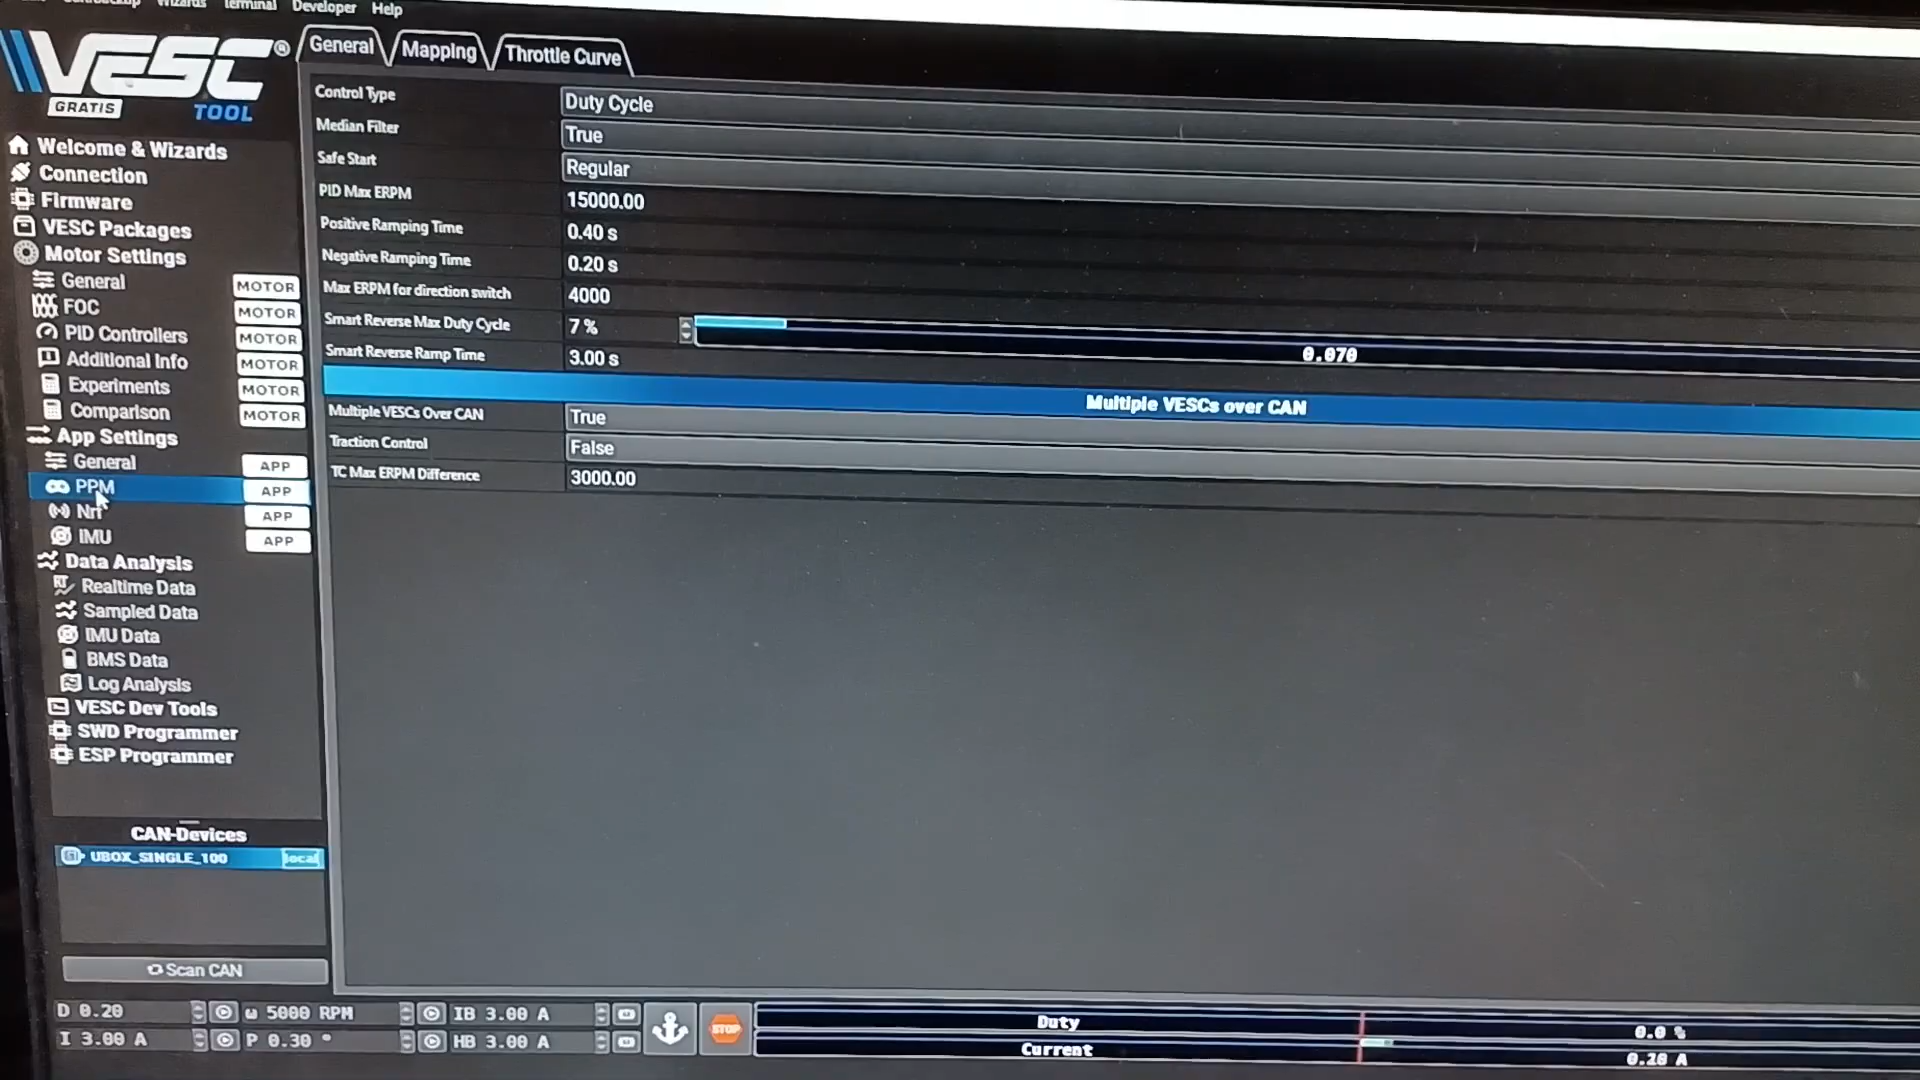 Wizards Terminal Developer Help
VESC®
GRATIS TOOL
General Mapping Throttle Curve
Welcome & Wizards
Connection
Firmware
VESC Packages
Motor Settings
General MOTOR
FOC MOTOR
PID Controllers MOTOR
Additional Info MOTOR
Experiments MOTOR
Comparison MOTOR
App Settings
General APP
PPM APP
Nrf APP
IMU APP
Data Analysis
RT Realtime Data
Sampled Data
IMU Data
BMS Data
Log Analysis
VESC Dev Tools
SWD Programmer
ESP Programmer
CAN-Devices
UBOX_SINGLE_100 local
Scan CAN
Control Type Duty Cycle
Median Filter True
Safe Start Regular
PID Max ERPM 15000.00
Positive Ramping Time 0.40 s
Negative Ramping Time 0.20 s
Max ERPM for direction switch 4000
Smart Reverse Max Duty Cycle 7 % 0.070
Smart Reverse Ramp Time 3.00 s
Multiple VESCs over CAN
Multiple VESCs Over CAN True
Traction Control False
TC Max ERPM Difference 3000.00
D 0.20 ω 5000 RPM IB 3.00 A
I 3.00 A P 0.30 ° HB 3.00 A
STOP
Duty 0.0 %
Current 0.20 A